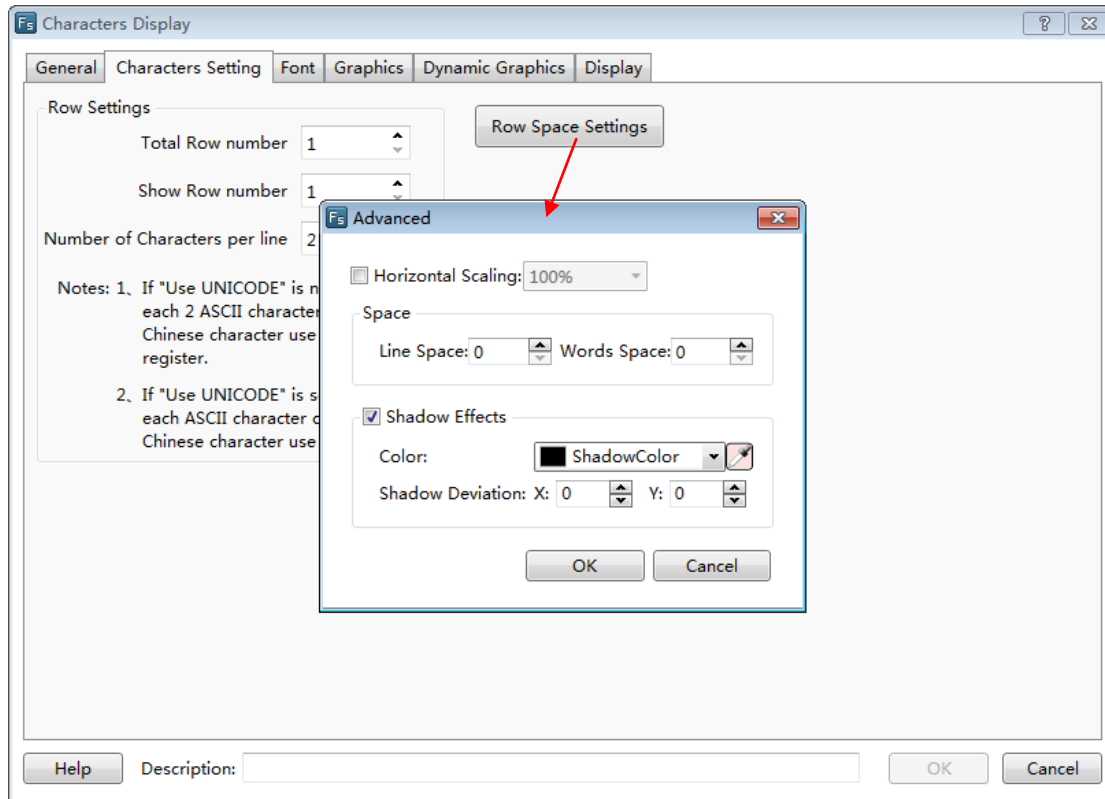 Fs Characters Display
General Characters Setting Font Graphics Dynamic Graphics Display
Row Settings
Row Space Settings
Total Row number 1
Show Row number 1
Number of Characters per line 2
Notes: 1、If "Use UNICODE" is n
each 2 ASCII character
Chinese character use
register.
2、If "Use UNICODE" is s
each ASCII character
Chinese character use
Fs Advanced
Horizontal Scaling: 100%
Space
Line Space: 0 Words Space: 0
Shadow Effects
Color: ShadowColor
Shadow Deviation: X: 0 Y: 0
OK Cancel
Help Description: OK Cancel